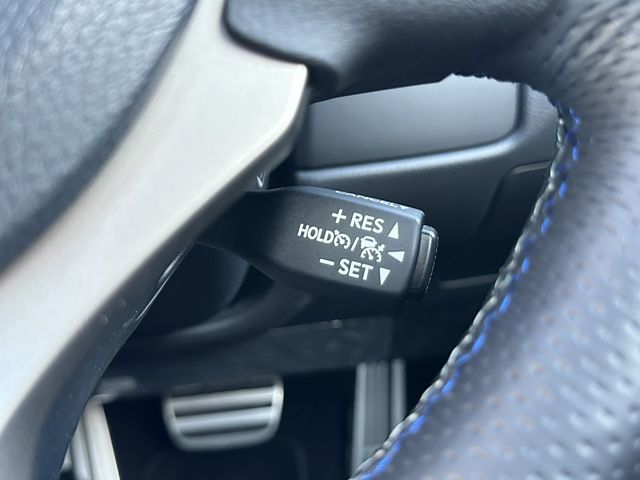 + RES ▲
HOLD /
− SET ▼